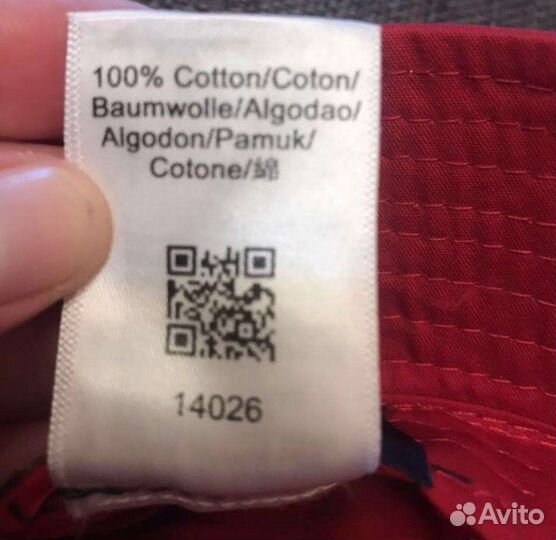 100% Cotton/Coton/
Baumwolle/Algodao/
Algodon/Pamuk/
Cotone/綿
14026
Avito